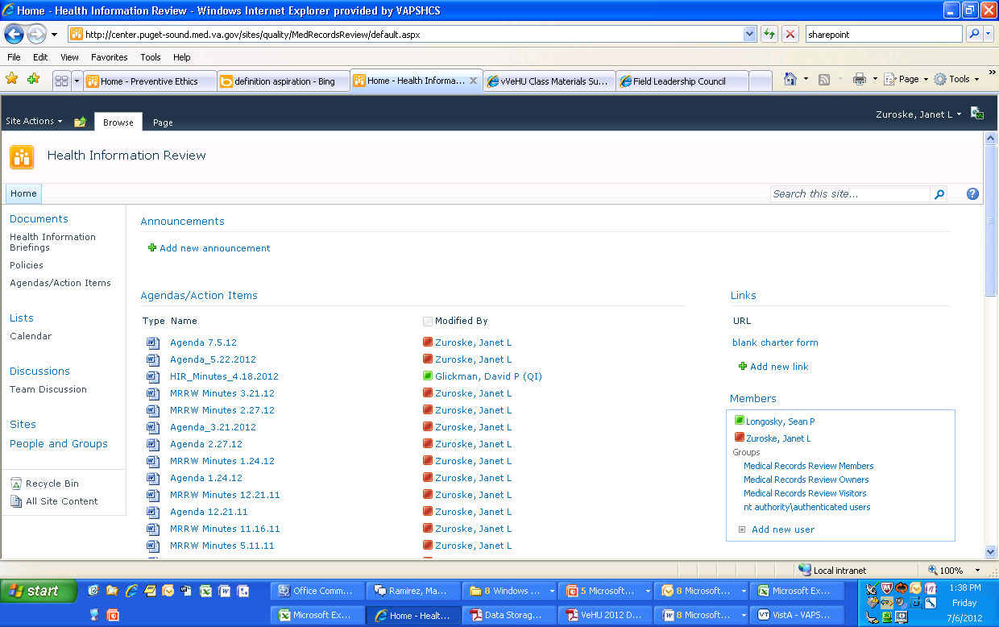 Home - Health Information Review - Windows Internet Explorer provided by VAPSHCS
http://center.puget-sound.med.va.gov/sites/quality/MedRecordsReview/default.aspx
sharepoint
File Edit View Favorites Tools Help
Home - Preventive Ethics
definition aspiration - Bing
Home - Health Informa...
vVeHU Class Materials Su...
Field Leadership Council
Page
Tools
Site Actions
Browse
Page
Zuroske, Janet L
Health Information Review
Home
Search this site...
Documents
Health Information
Briefings
Policies
Agendas/Action Items
Lists
Calendar
Discussions
Team Discussion
Sites
People and Groups
Recycle Bin
All Site Content
Announcements
Add new announcement
Agendas/Action Items
Type Name Modified By
Agenda 7.5.12 Zuroske, Janet L
Agenda_5.22.2012 Zuroske, Janet L
HIR_Minutes_4.18.2012 Glickman, David P (QI)
MRRW Minutes 3.21.12 Zuroske, Janet L
MRRW Minutes 2.27.12 Zuroske, Janet L
Agenda_3.21.2012 Zuroske, Janet L
Agenda 2.27.12 Zuroske, Janet L
MRRW Minutes 1.24.12 Zuroske, Janet L
Agenda 1.24.12 Zuroske, Janet L
MRRW Minutes 12.21.11 Zuroske, Janet L
Agenda 12.21.11 Zuroske, Janet L
MRRW Minutes 11.16.11 Zuroske, Janet L
MRRW Minutes 5.11.11 Zuroske, Janet L
Links
URL
blank charter form
Add new link
Members
Longosky, Sean P
Zuroske, Janet L
Groups
Medical Records Review Members
Medical Records Review Owners
Medical Records Review Visitors
nt authority\authenticated users
Add new user
Local intranet
100%
start
Office Comm...
Ramirez, Ma...
8 Windows ...
5 Microsoft...
8 Microsoft...
Microsoft Ex...
1:38 PM
Microsoft Ex...
Home - Healt...
Data Storag...
VeHU 2012 D...
8 Microsoft...
VistA - VAPS...
Friday
7/6/2012